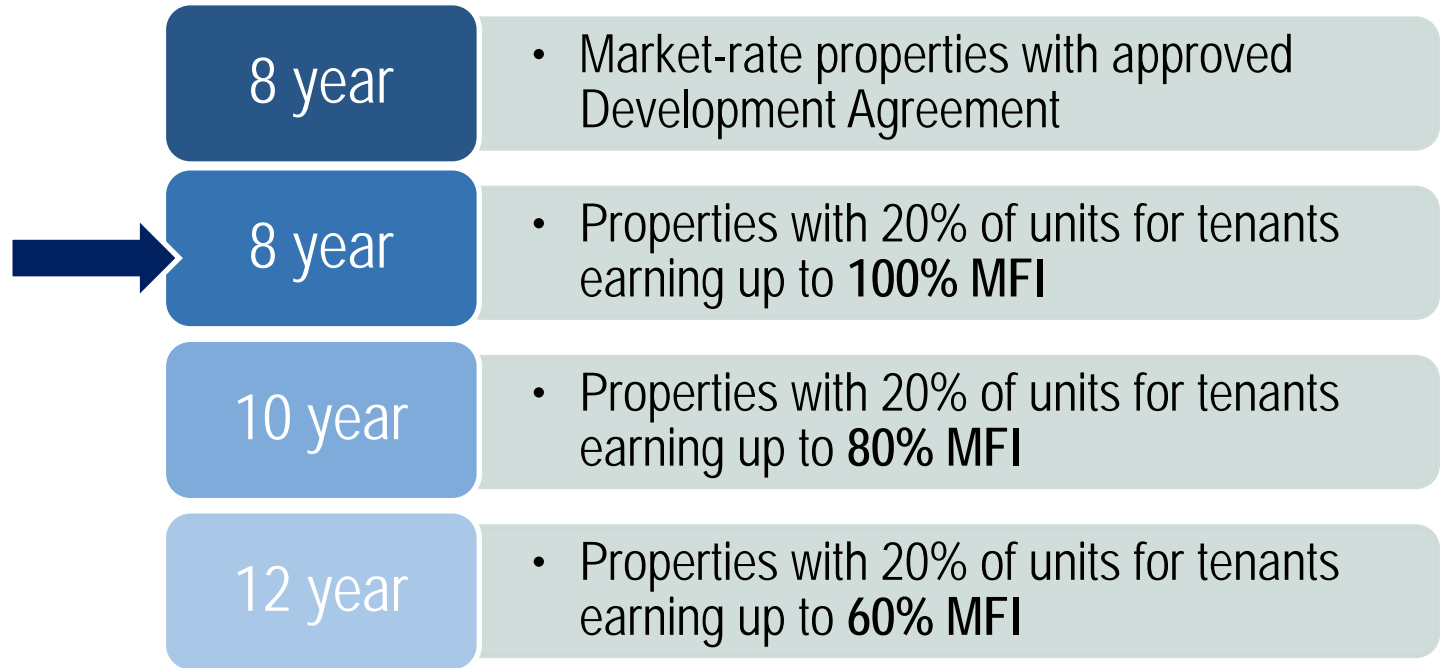 8 year
• Market-rate properties with approved
Development Agreement
8 year
• Properties with 20% of units for tenants
earning up to 100% MFI
10 year
• Properties with 20% of units for tenants
earning up to 80% MFI
12 year
• Properties with 20% of units for tenants
earning up to 60% MFI